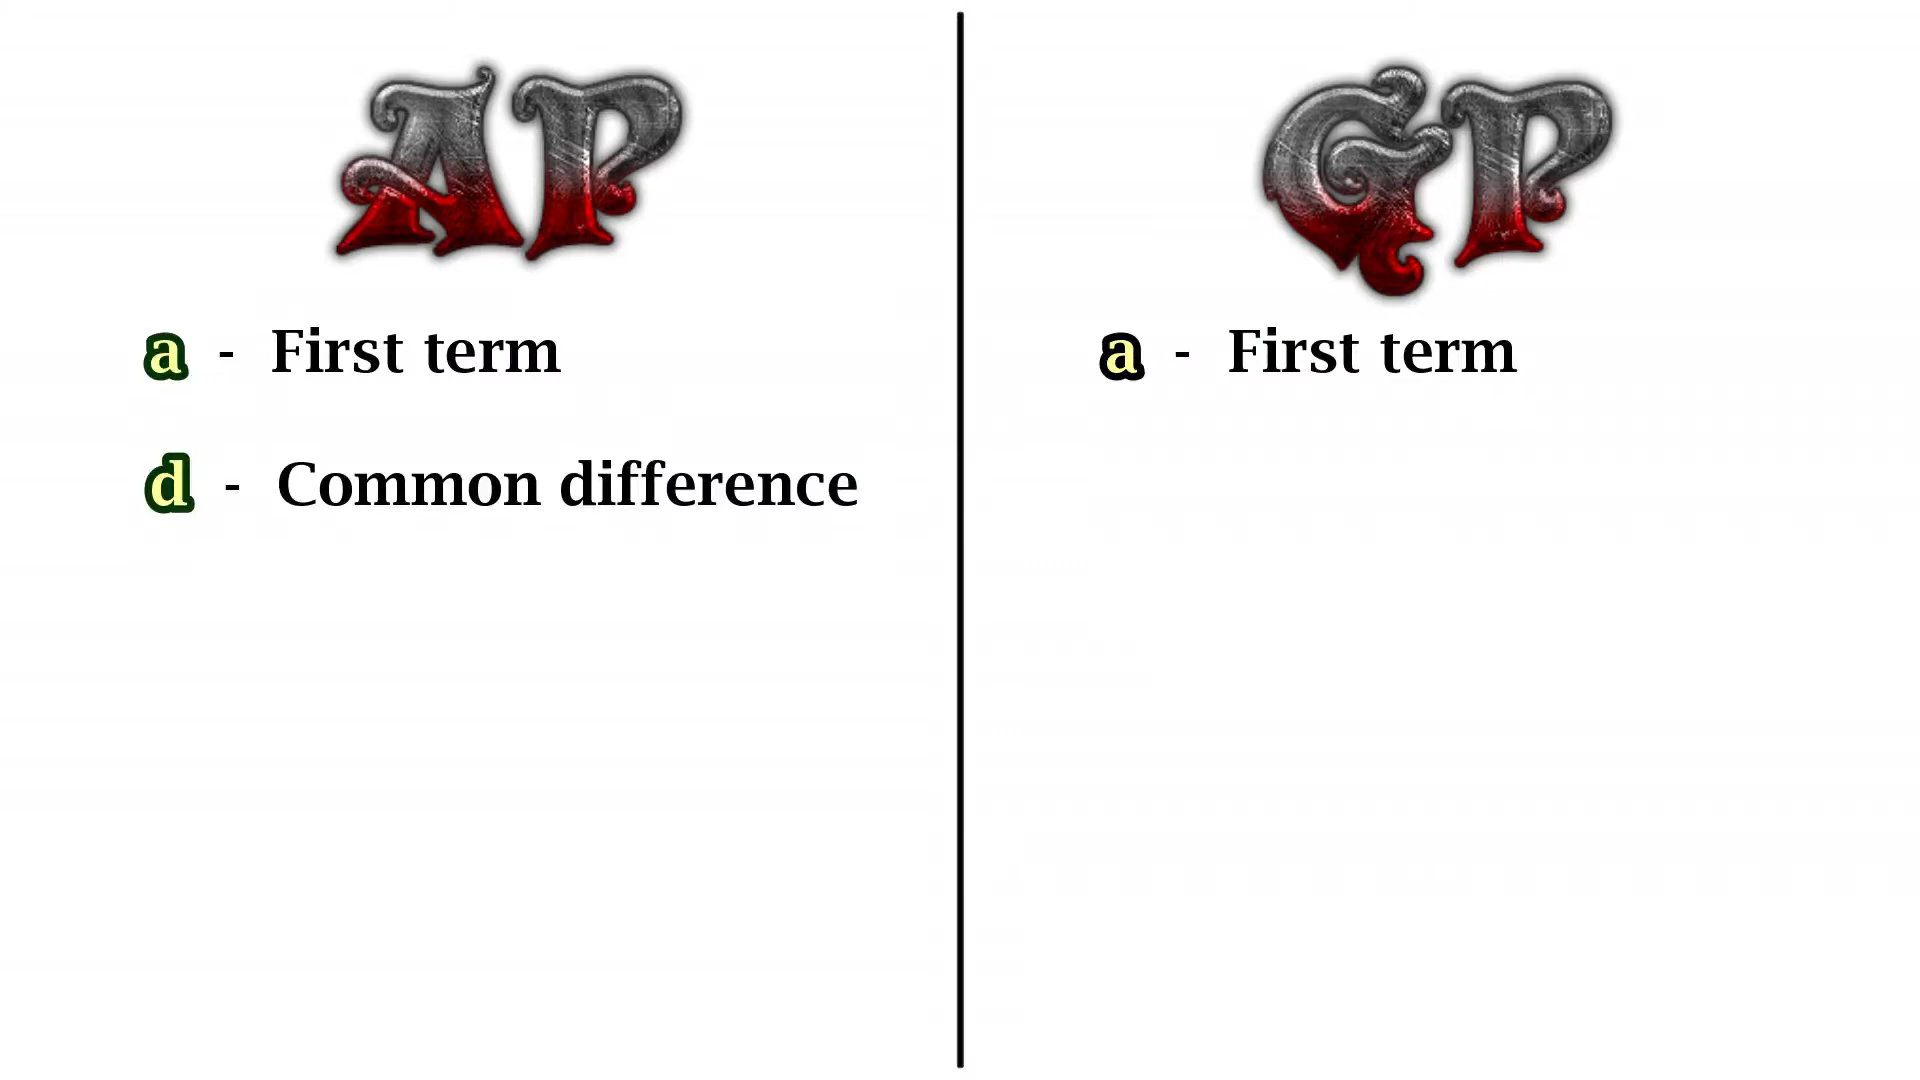 AP
a - First term
d - Common difference
GP
a - First term